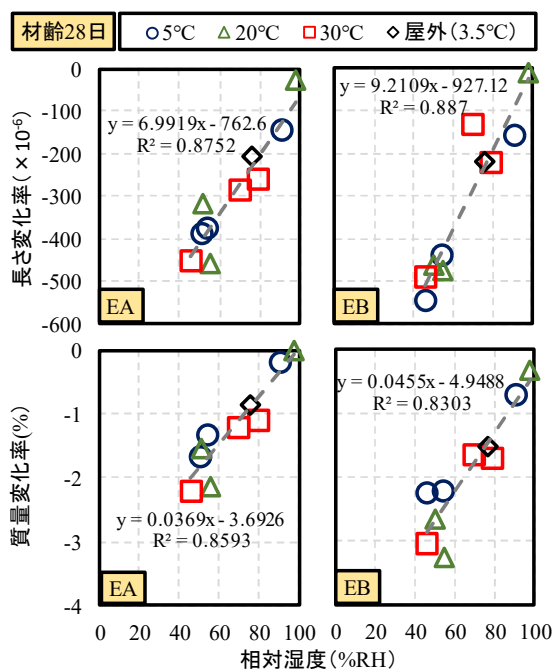 材齢28日
5℃ 20℃ 30℃ 屋外(3.5℃)
長さ変化率(×10-6)
0
-100
-200
-300
-400
-500
-600
y = 6.9919x - 762.6
R² = 0.8752
EA
y = 9.2109x - 927.12
R² = 0.887
EB
質量変化率(%)
0
-1
-2
-3
-4
y = 0.0369x - 3.6926
R² = 0.8593
EA
y = 0.0455x - 4.9488
R² = 0.8303
EB
0 20 40 60 80 100 0 20 40 60 80 100
相対湿度(%RH)